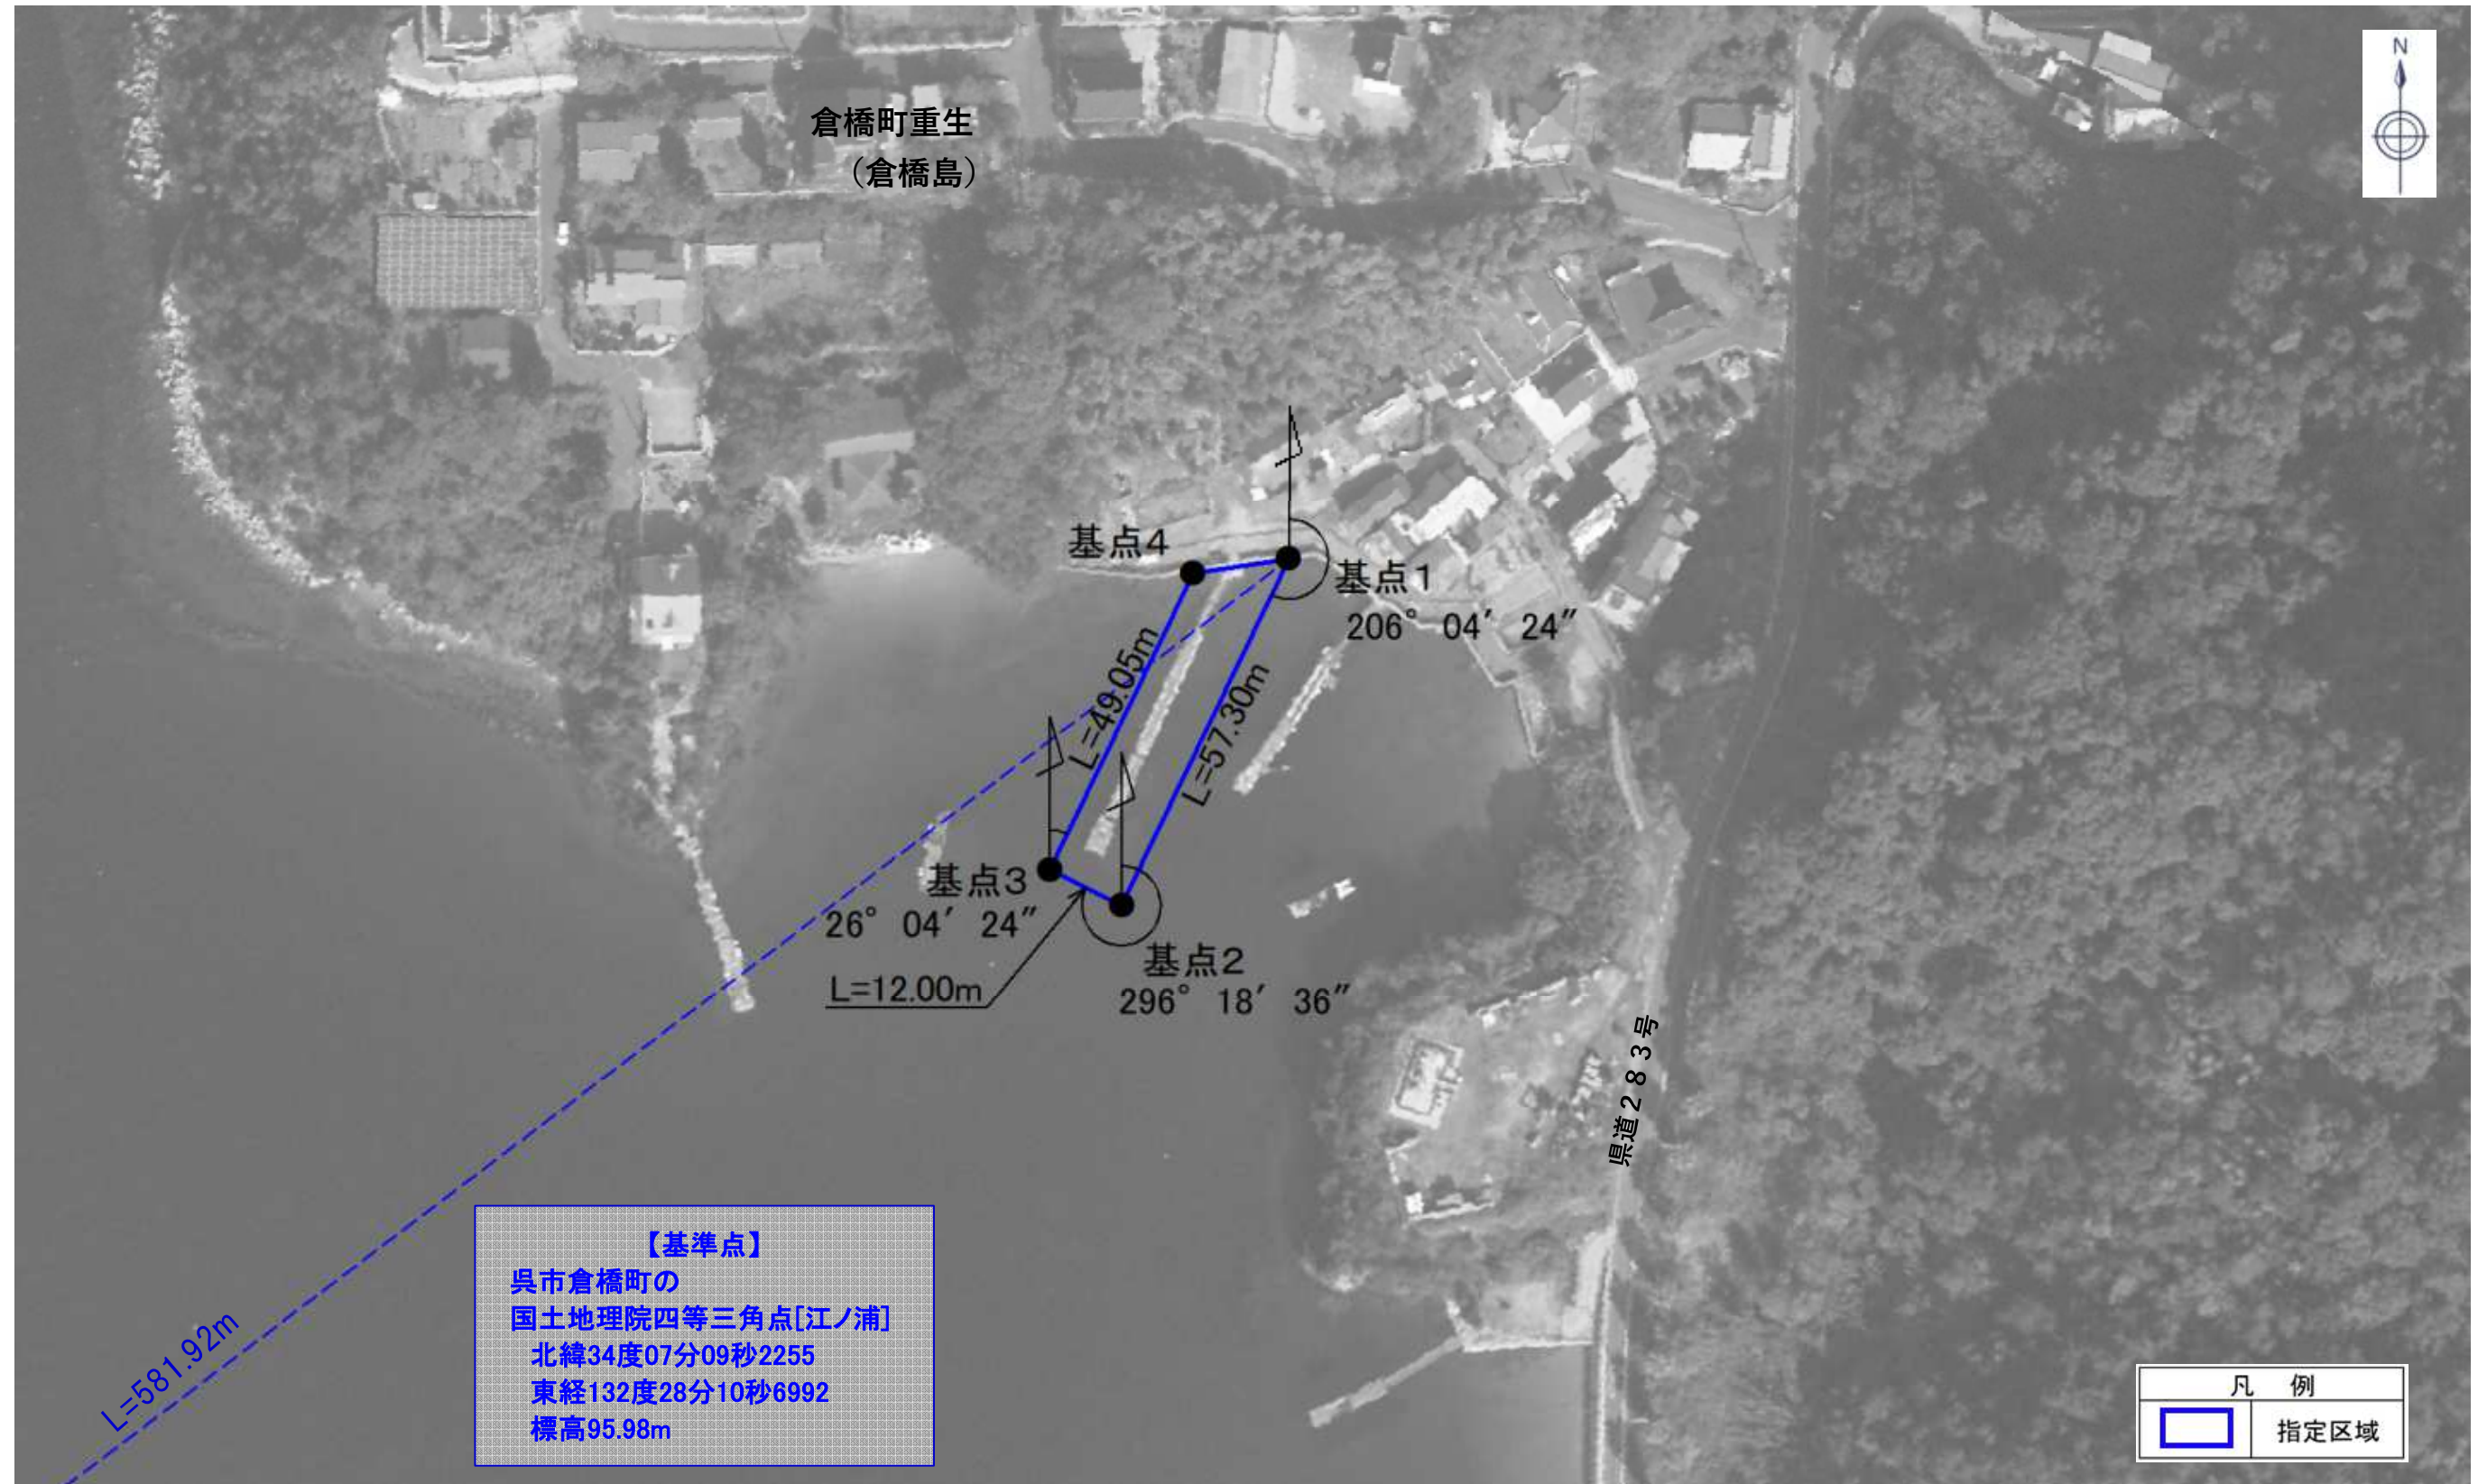 倉橋町重生
（倉橋島）
N
基点4
基点1
206° 04′ 24″
L=49.05m
L=57.30m
基点3
26° 04′ 24″
L=12.00m
基点2
296° 18′ 36″
県道283号
L=581.92m
【基準点】
呉市倉橋町の
国土地理院四等三角点[江ノ浦]
北緯34度07分09秒2255
東経132度28分10秒6992
標高95.98m
凡 例
指定区域